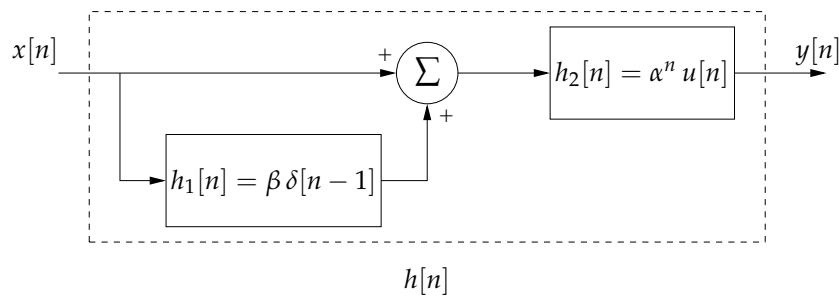 x[n]
y[n]
+
∑
h₂[n] = αⁿ u[n]
+
h₁[n] = β δ[n − 1]
h[n]